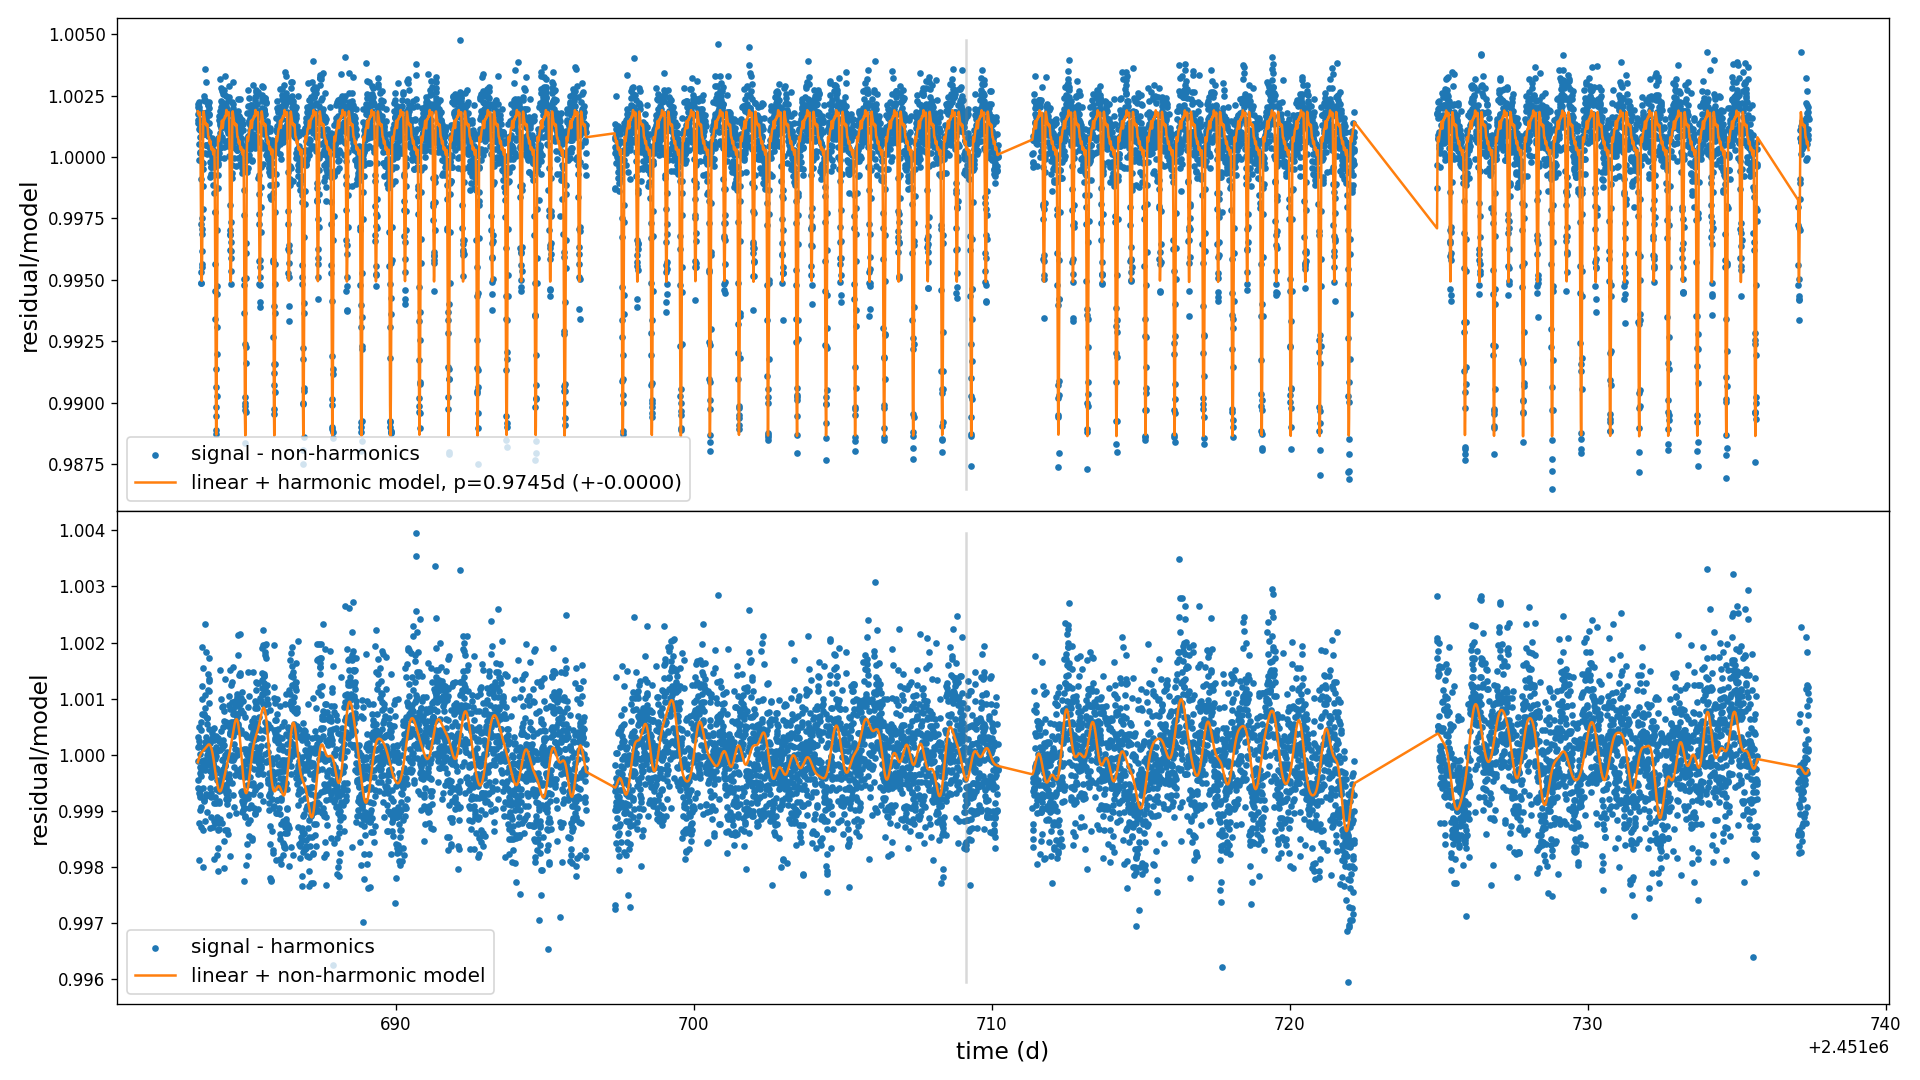 1.0050
1.0025
1.0000
0.9975
0.9950
0.9925
0.9900
0.9875
residual/model
signal - non-harmonics
linear + harmonic model, p=0.9745d (+-0.0000)
1.004
1.003
1.002
1.001
1.000
0.999
0.998
0.997
0.996
residual/model
signal - harmonics
linear + non-harmonic model
690 700 710 720 730 740
time (d)
+2.451e6